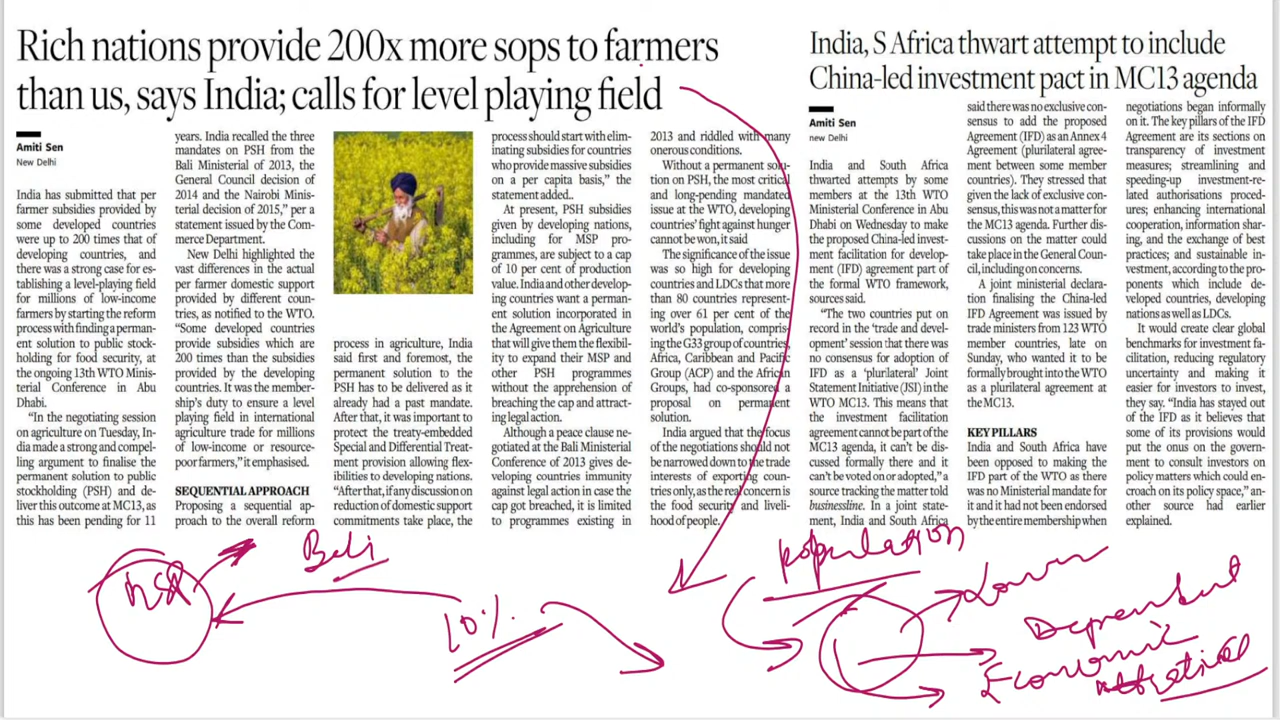 Rich nations provide 200x more sops to farmers
than us, says India; calls for level playing field
Amiti Sen
New Delhi
India has submitted that per
farmer subsidies provided by
some developed countries
were up to 200 times that of
developing countries, and
there was a strong case for es-
tablishing a level-playing field
for millions of low-income
farmers by starting the reform
process with finding a perman-
ent solution to public stock-
holding for food security, at
the ongoing 13th WTO Minis-
terial Conference in Abu
Dhabi.
"In the negotiating session
on agriculture on Tuesday, In-
dia made a strong and compel-
ling argument to finalise the
permanent solution to public
stockholding (PSH) and de-
liver this outcome at MC13, as
this has been pending for 11
years. India recalled the three
mandates on PSH from the
Bali Ministerial of 2013, the
General Council decision of
2014 and the Nairobi Minis-
terial decision of 2015," per a
statement issued by the Com-
merce Department.
New Delhi highlighted the
vast differences in the actual
per farmer domestic support
provided by different coun-
tries, as notified to the WTO.
"Some developed countries
provide subsidies which are
200 times than the subsidies
provided by the developing
countries. It was the member-
ship's duty to ensure a level
playing field in international
agriculture trade for millions
of low-income or resource-
poor farmers," it emphasised.
SEQUENTIAL APPROACH
Proposing a sequential ap-
proach to the overall reform
process in agriculture, India
said first and foremost, the
permanent solution to the
PSH has to be delivered as it
already had a past mandate.
After that, it was important to
protect the treaty-embedded
Special and Differential Treat-
ment provision allowing flex-
ibilities to developing nations.
"After that, if any discussion on
reduction of domestic support
commitments take place, the
process should start with elim-
inating subsidies for countries
who provide massive subsidies
on a per capita basis," the
statement added..
At present, PSH subsidies
given by developing nations,
including for MSP pro-
grammes, are subject to a cap
of 10 per cent of production
value. India and other develop-
ing countries want a perman-
ent solution incorporated in
the Agreement on Agriculture
that will give them the flexibil-
ity to expand their MSP and
other PSH programmes
without the apprehension of
breaching the cap and attract-
ing legal action.
Although a peace clause ne-
gotiated at the Bali Ministerial
Conference of 2013 gives de-
veloping countries immunity
against legal action in case the
cap got breached, it is limited
to programmes existing in
2013 and riddled with many
onerous conditions.
Without a permanent solu-
tion on PSH, the most critical
and long-pending mandated
issue at the WTO, developing
countries' fight against hunger
cannot be won, it said
The significance of the issue
was so high for developing
countries and LDCs that more
than 80 countries represent-
ing over 61 per cent of the
world's population, compris-
ing the G33 group of countries,
Africa, Caribbean and Pacific
Group (ACP) and the African
Groups, had co-sponsored a
proposal on permanent
solution.
India argued that the focus
of the negotiations should not
be narrowed down to the trade
interests of exporting coun-
tries only, as the real concern is
the food security and liveli-
hood of people.
India, S Africa thwart attempt to include
China-led investment pact in MC13 agenda
Amiti Sen
new Delhi
India and South Africa
thwarted attempts by some
members at the 13th WTO
Ministerial Conference in Abu
Dhabi on Wednesday to make
the proposed China-led invest-
ment facilitation for develop-
ment (IFD) agreement part of
the formal WTO framework,
sources said.
"The two countries put on
record in the 'trade and devel-
opment' session that there was
no consensus for adoption of
IFD as a 'plurilateral' Joint
Statement Initiative (JSI) in the
WTO MC13. This means that
the investment facilitation
agreement cannot be part of the
MC13 agenda, it can't be dis-
cussed formally there and it
can't be voted on or adopted," a
source tracking the matter told
businessline. In a joint state-
ment, India and South Africa
said there was no exclusive con-
sensus to add the proposed
Agreement (IFD) as an Annex 4
Agreement (plurilateral agree-
ment between some member
countries). They stressed that
given the lack of exclusive con-
sensus, this was not a matter for
the MC13 agenda. Further dis-
cussions on the matter could
take place in the General Coun-
cil, including on concerns.
A joint ministerial declara-
tion finalising the China-led
IFD Agreement was issued by
trade ministers from 123 WTO
member countries, late on
Sunday, who wanted it to be
formally brought into the WTO
as a plurilateral agreement at
the MC13.
KEY PILLARS
India and South Africa have
been opposed to making the
IFD part of the WTO as there
was no Ministerial mandate for
it and it had not been endorsed
by the entire membership when
negotiations began informally
on it. The key pillars of the IFD
Agreement are its sections on
transparency of investment
measures; streamlining and
speeding-up investment-re-
lated authorisations proced-
ures; enhancing international
cooperation, information shar-
ing, and the exchange of best
practices; and sustainable in-
vestment, according to the pro-
ponents which include de-
veloped countries, developing
nations as well as LDCs.
It would create clear global
benchmarks for investment fa-
cilitation, reducing regulatory
uncertainty and making it
easier for investors to invest,
they say. "India has stayed out
of the IFD as it believes that
some of its provisions would
put the onus on the govern-
ment to consult investors on
policy matters which could en-
croach on its policy space," an-
other source had earlier
explained.
Bali
10%
Population
Lower
Dependent
Economic